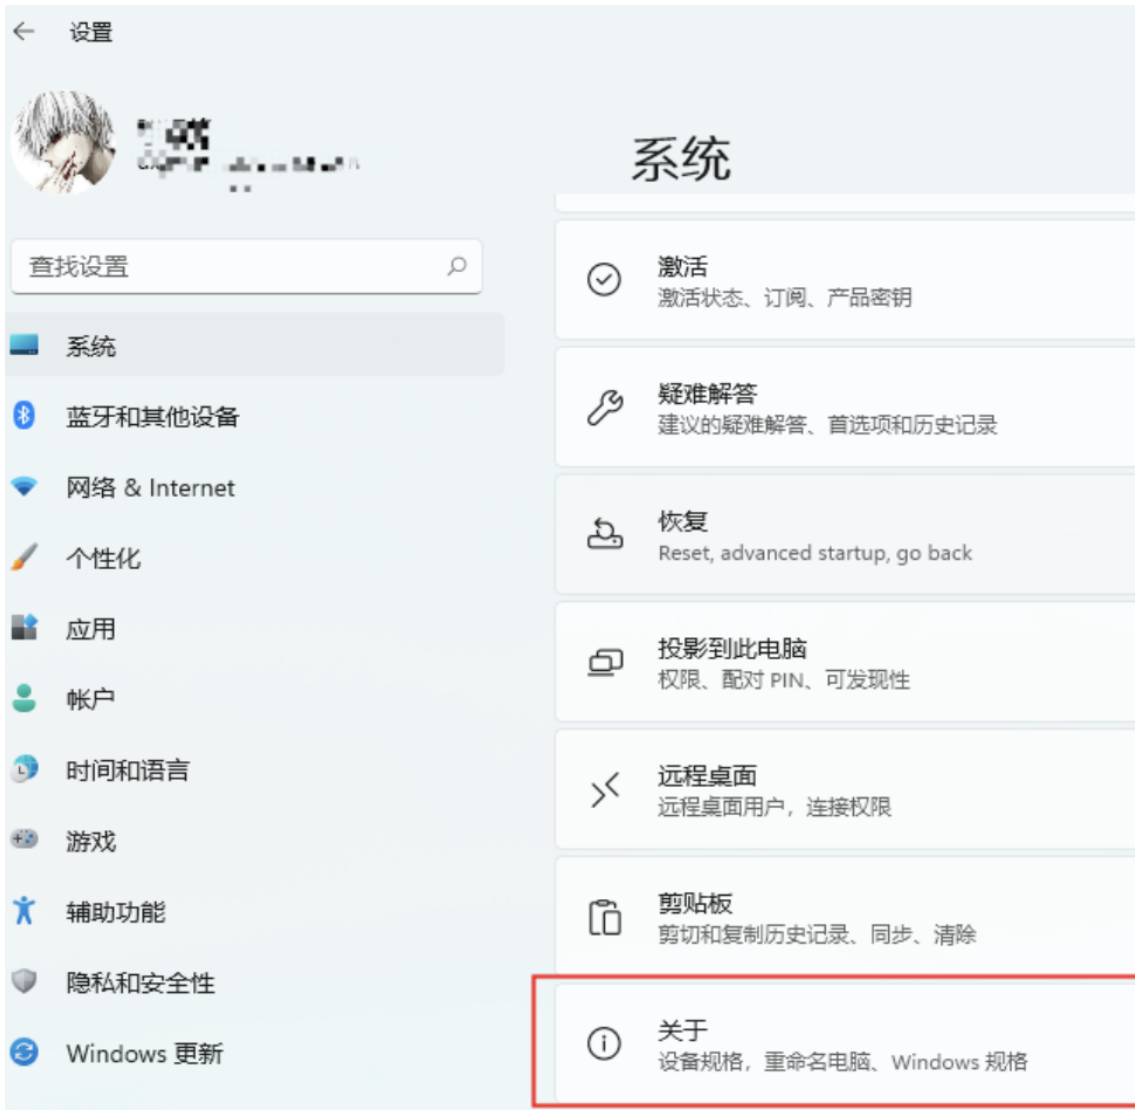 设置
查找设置
系统
蓝牙和其他设备
网络 & Internet
个性化
应用
帐户
时间和语言
游戏
辅助功能
隐私和安全性
Windows 更新
系统
激活
激活状态、订阅、产品密钥
疑难解答
建议的疑难解答、首选项和历史记录
恢复
Reset, advanced startup, go back
投影到此电脑
权限、配对 PIN、可发现性
远程桌面
远程桌面用户，连接权限
剪贴板
剪切和复制历史记录、同步、清除
关于
设备规格，重命名电脑、Windows 规格